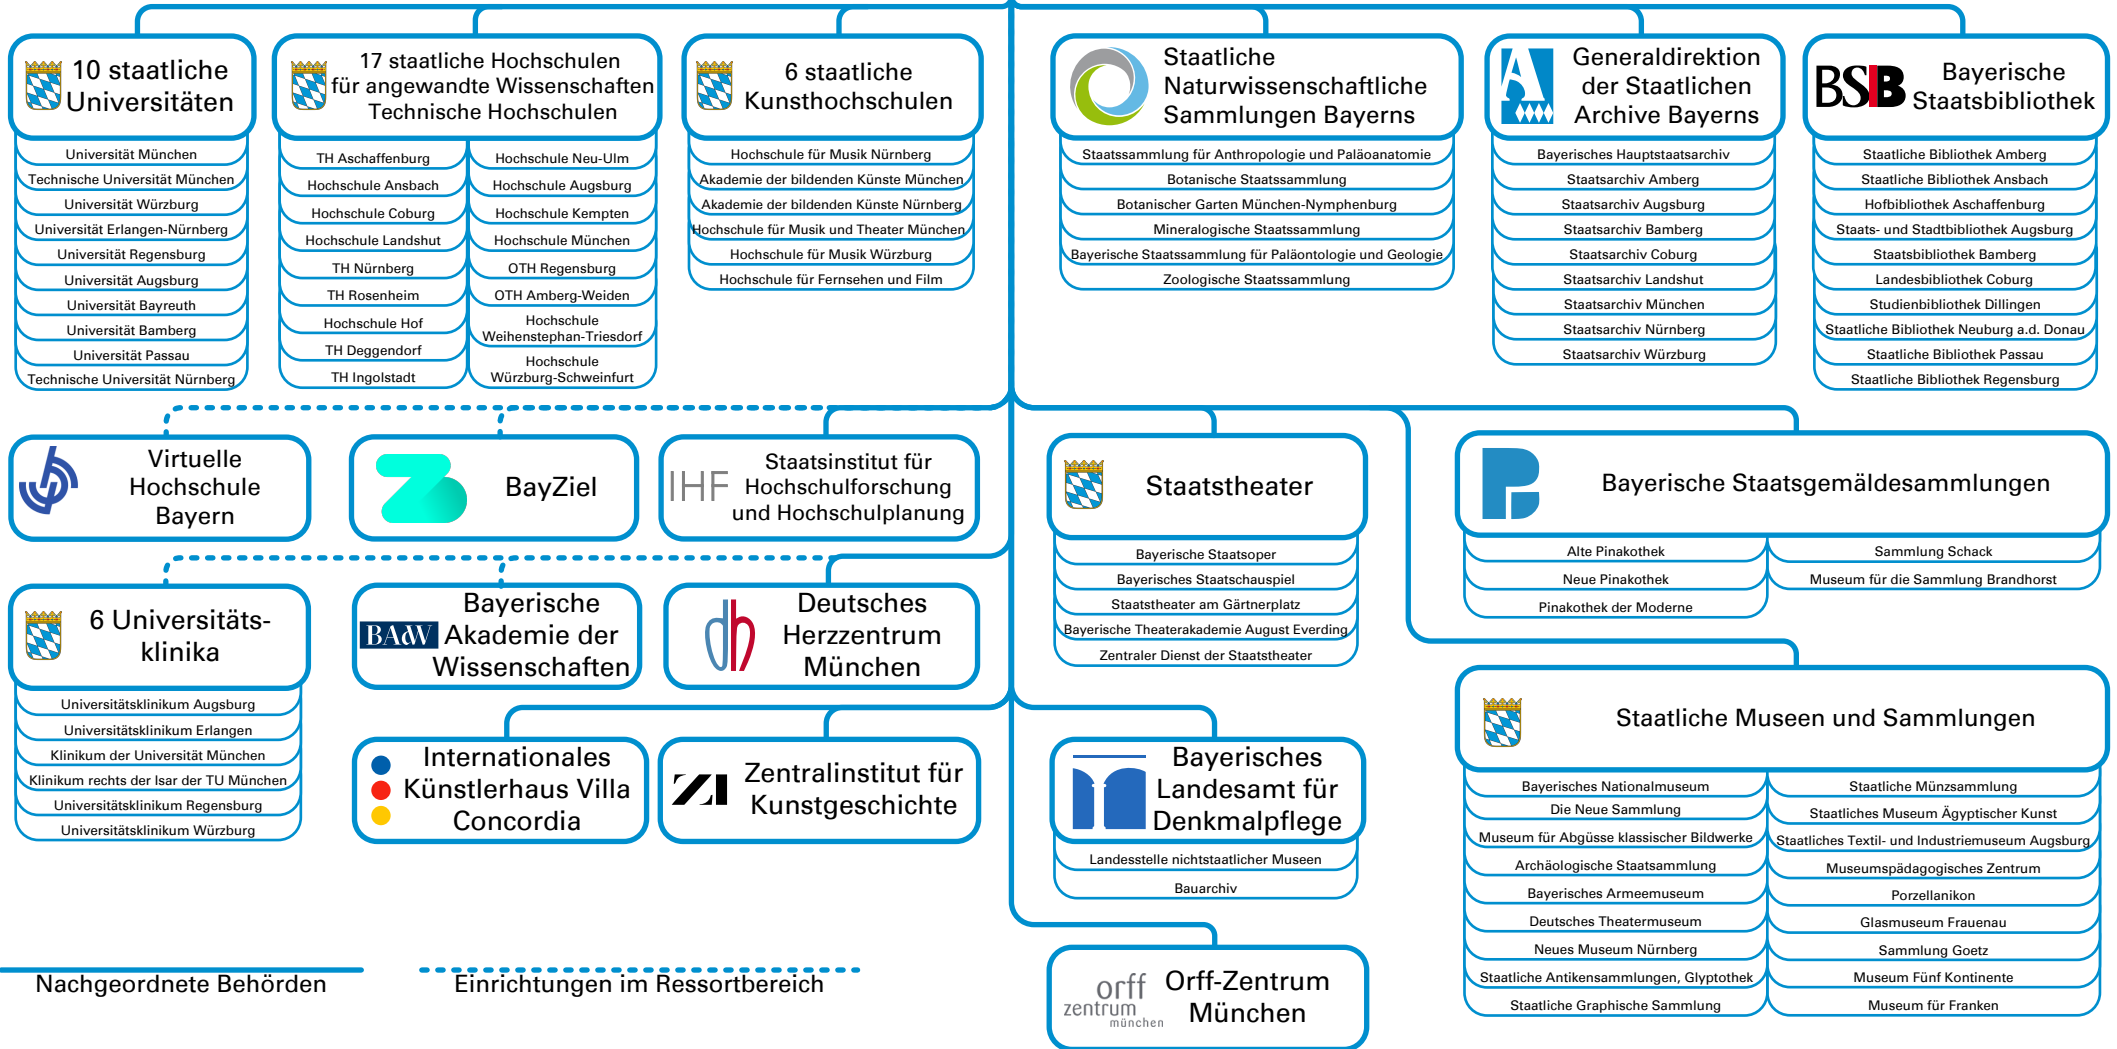 10 staatliche
Universitäten
Universität München
Technische Universität München
Universität Würzburg
Universität Erlangen-Nürnberg
Universität Regensburg
Universität Augsburg
Universität Bayreuth
Universität Bamberg
Universität Passau
Technische Universität Nürnberg
17 staatliche Hochschulen
für angewandte Wissenschaften
Technische Hochschulen
TH Aschaffenburg
Hochschule Ansbach
Hochschule Coburg
Hochschule Landshut
TH Nürnberg
TH Rosenheim
Hochschule Hof
TH Deggendorf
TH Ingolstadt
Hochschule Neu-Ulm
Hochschule Augsburg
Hochschule Kempten
Hochschule München
OTH Regensburg
OTH Amberg-Weiden
Hochschule
Weihenstephan-Triesdorf
Hochschule
Würzburg-Schweinfurt
6 staatliche
Kunsthochschulen
Hochschule für Musik Nürnberg
Akademie der bildenden Künste München
Akademie der bildenden Künste Nürnberg
Hochschule für Musik und Theater München
Hochschule für Musik Würzburg
Hochschule für Fernsehen und Film
Staatliche
Naturwissenschaftliche
Sammlungen Bayerns
Staatssammlung für Anthropologie und Paläoanatomie
Botanische Staatssammlung
Botanischer Garten München-Nymphenburg
Mineralogische Staatssammlung
Bayerische Staatssammlung für Paläontologie und Geologie
Zoologische Staatssammlung
A
Generaldirektion
der Staatlichen
Archive Bayerns
Bayerisches Hauptstaatsarchiv
Staatsarchiv Amberg
Staatsarchiv Augsburg
Staatsarchiv Bamberg
Staatsarchiv Coburg
Staatsarchiv Landshut
Staatsarchiv München
Staatsarchiv Nürnberg
Staatsarchiv Würzburg
BSB
Bayerische
Staatsbibliothek
Staatliche Bibliothek Amberg
Staatliche Bibliothek Ansbach
Hofbibliothek Aschaffenburg
Staats- und Stadtbibliothek Augsburg
Staatsbibliothek Bamberg
Landesbibliothek Coburg
Studienbibliothek Dillingen
Staatliche Bibliothek Neuburg a.d. Donau
Staatliche Bibliothek Passau
Staatliche Bibliothek Regensburg
Virtuelle
Hochschule
Bayern
BayZiel
IHF
Staatsinstitut für
Hochschulforschung
und Hochschulplanung
Staatstheater
Bayerische Staatsoper
Bayerisches Staatschauspiel
Staatstheater am Gärtnerplatz
Bayerische Theaterakademie August Everding
Zentraler Dienst der Staatstheater
Bayerische Staatsgemäldesammlungen
Alte Pinakothek
Neue Pinakothek
Pinakothek der Moderne
Sammlung Schack
Museum für die Sammlung Brandhorst
6 Universitäts-
klinika
Universitätsklinikum Augsburg
Universitätsklinikum Erlangen
Klinikum der Universität München
Klinikum rechts der Isar der TU München
Universitätsklinikum Regensburg
Universitätsklinikum Würzburg
BAdW
Bayerische
Akademie der
Wissenschaften
dh
Deutsches
Herzzentrum
München
Internationales
Künstlerhaus Villa
Concordia
ZI
Zentralinstitut für
Kunstgeschichte
Bayerisches
Landesamt für
Denkmalpflege
Landesstelle nichtstaatlicher Museen
Bauarchiv
Staatliche Museen und Sammlungen
Bayerisches Nationalmuseum
Die Neue Sammlung
Museum für Abgüsse klassischer Bildwerke
Archäologische Staatsammlung
Bayerisches Armeemuseum
Deutsches Theatermuseum
Neues Museum Nürnberg
Staatliche Antikensammlungen, Glyptothek
Staatliche Graphische Sammlung
Staatliche Münzsammlung
Staatliches Museum Ägyptischer Kunst
Staatliches Textil- und Industriemuseum Augsburg
Museumspädagogisches Zentrum
Porzellanikon
Glasmuseum Frauenau
Sammlung Goetz
Museum Fünf Kontinente
Museum für Franken
orff
zentrum
münchen
Orff-Zentrum
München
Nachgeordnete Behörden
Einrichtungen im Ressortbereich